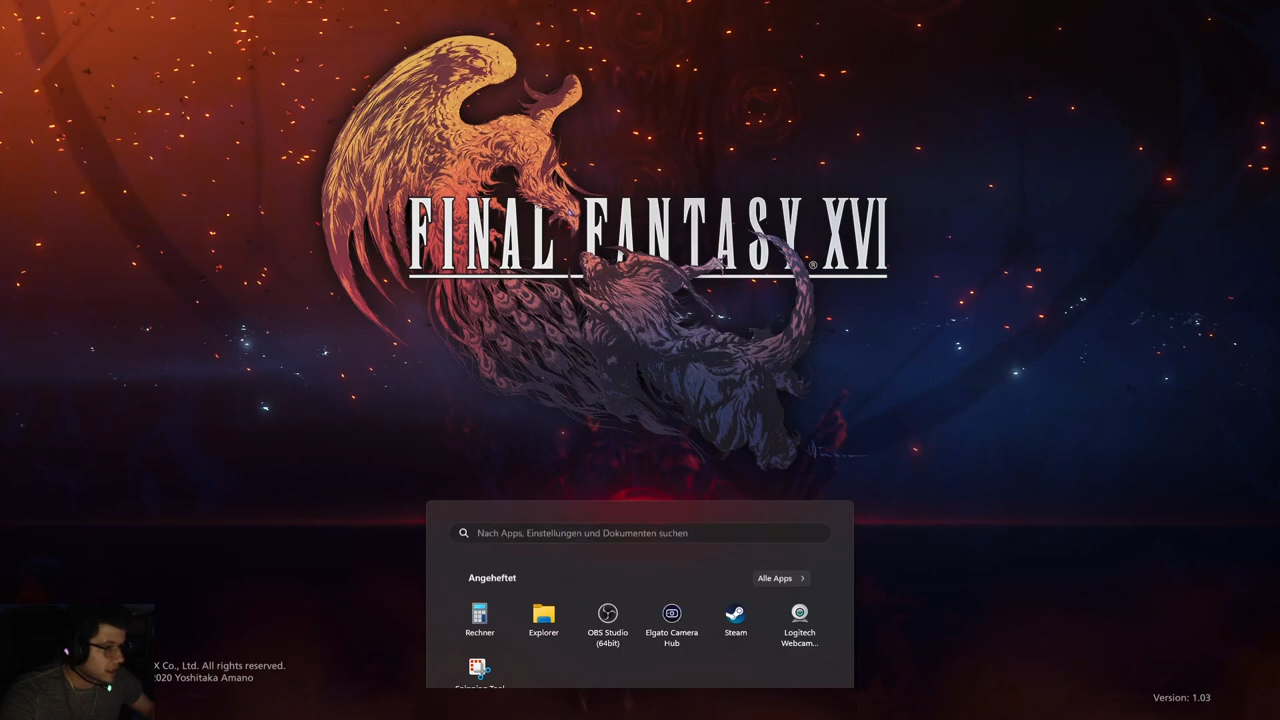 FINAL FANTASY XVI
®
Nach Apps, Einstellungen und Dokumenten suchen
Angeheftet
Alle Apps
Rechner
Explorer
OBS Studio
(64bit)
Elgato Camera
Hub
Steam
Logitech
Webcam...
X Co., Ltd. All rights reserved.
2020 Yoshitaka Amano
Version: 1.03